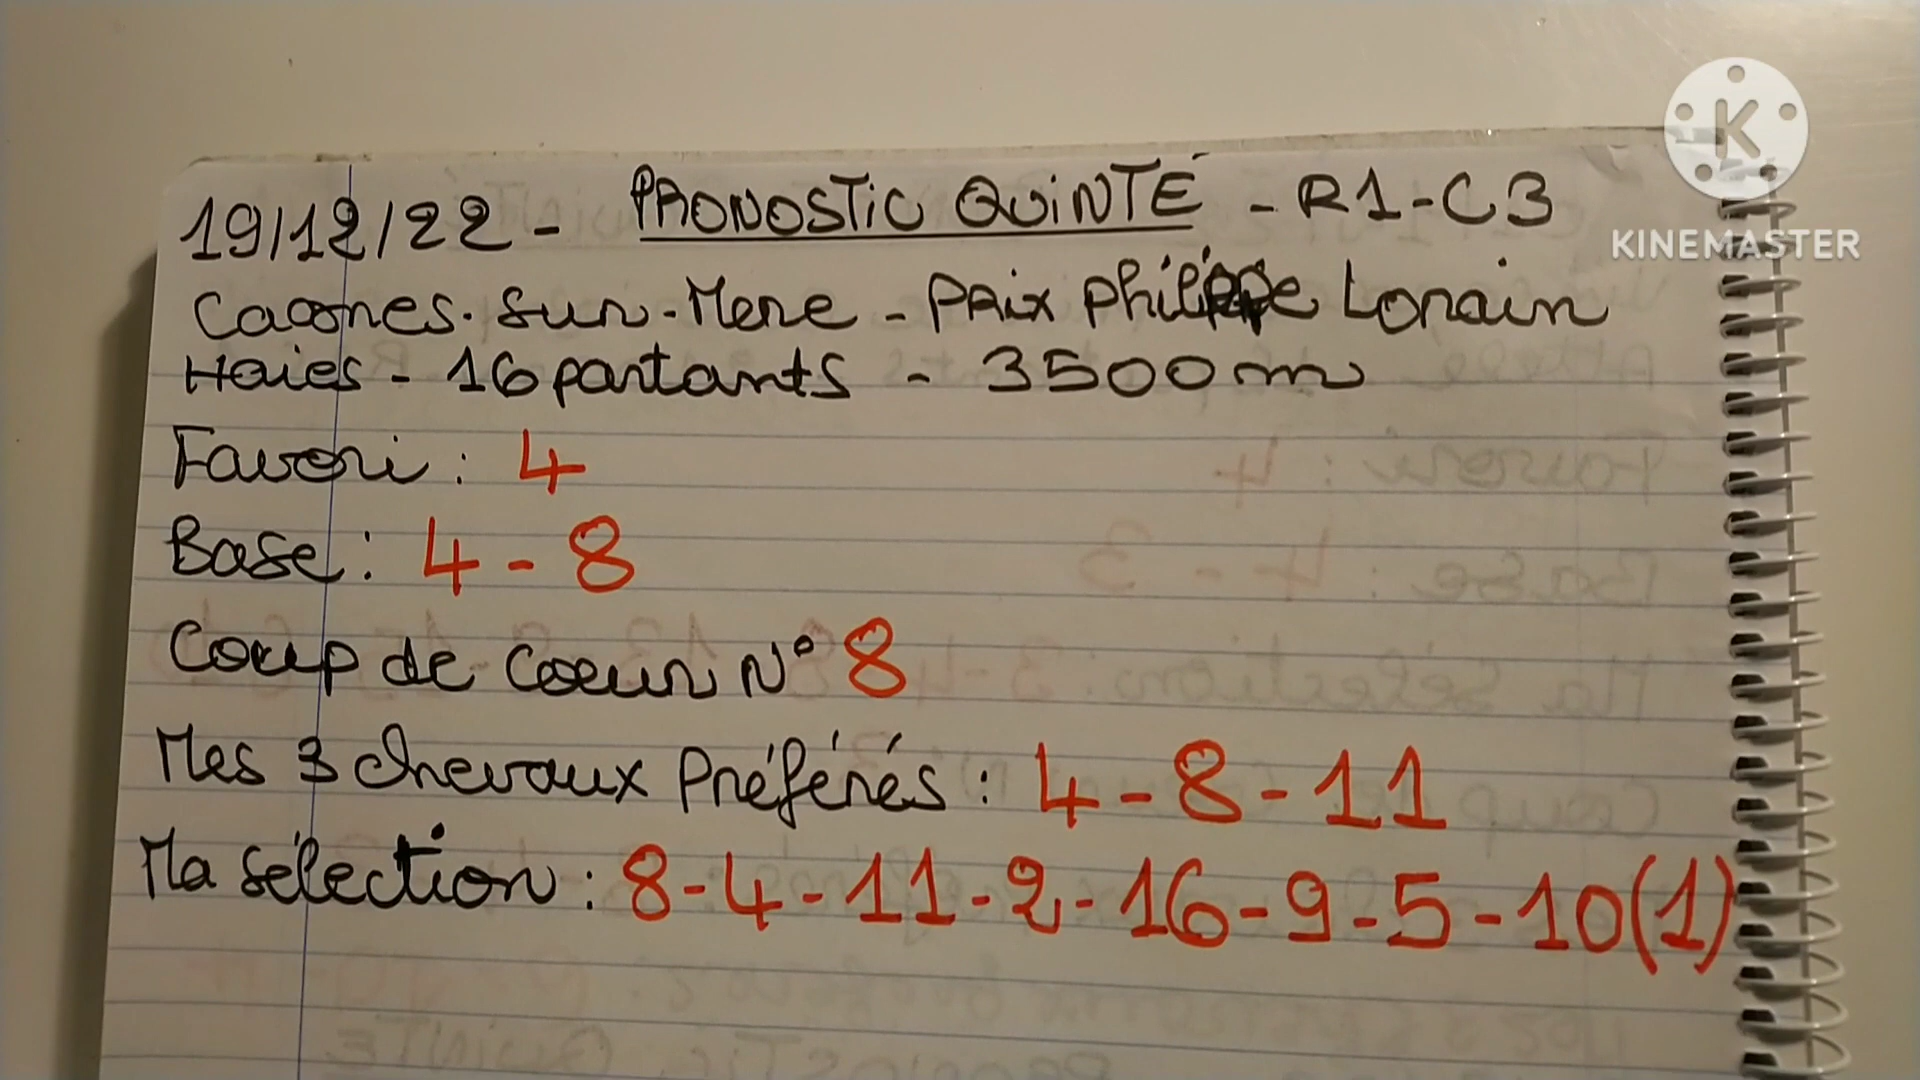 19/12/22 - PRONOSTIC QUINTÉ - R1-C3
Cagnes-sur-Mere - Prix Philippe Lorain
Haies - 16 partants - 3500m
Favori : 4
Base : 4 - 8
Coup de coeur N° 8
Mes 3 chevaux Préférés : 4 - 8 - 11
Ma sélection : 8 - 4 - 11 - 2 - 16 - 9 - 5 - 10 (1)
K
KINEMASTER